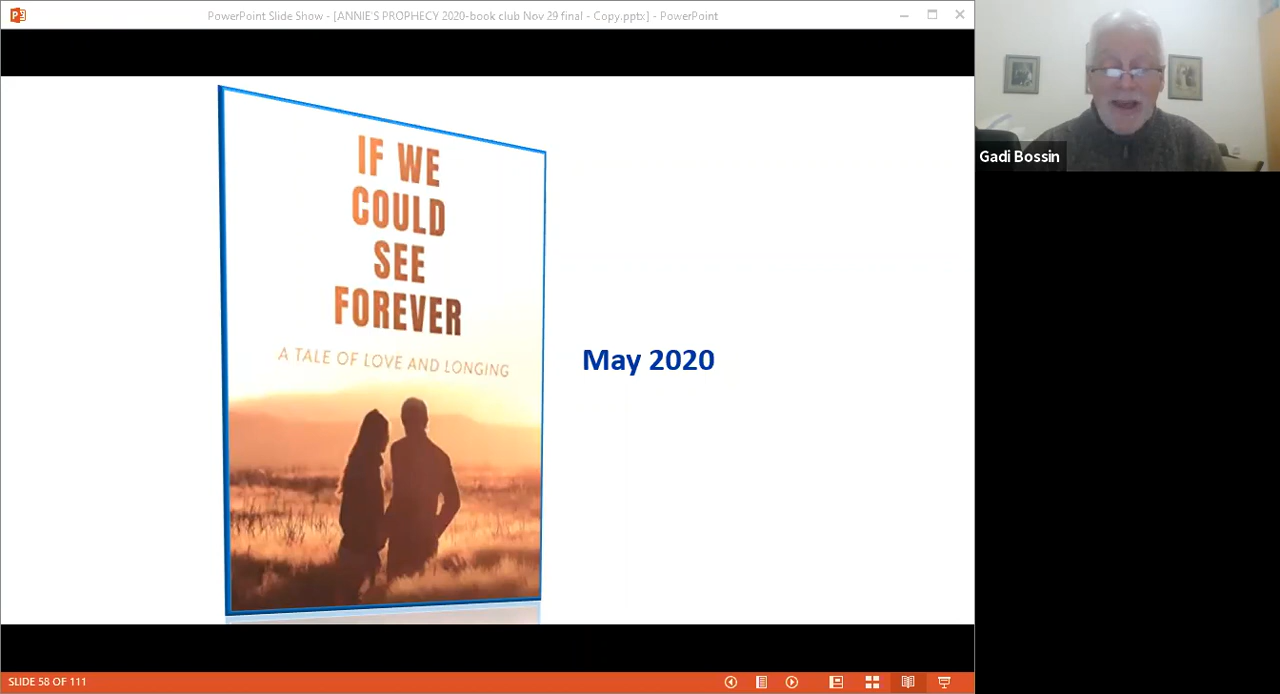 PowerPoint Slide Show - [ANNIE'S PROPHECY 2020-book club Nov 29 final - Copy.pptx] - PowerPoint
IF WE
COULD
SEE
FOREVER
A TALE OF LOVE AND LONGING
May 2020
Gadi Bossin
SLIDE 58 OF 111